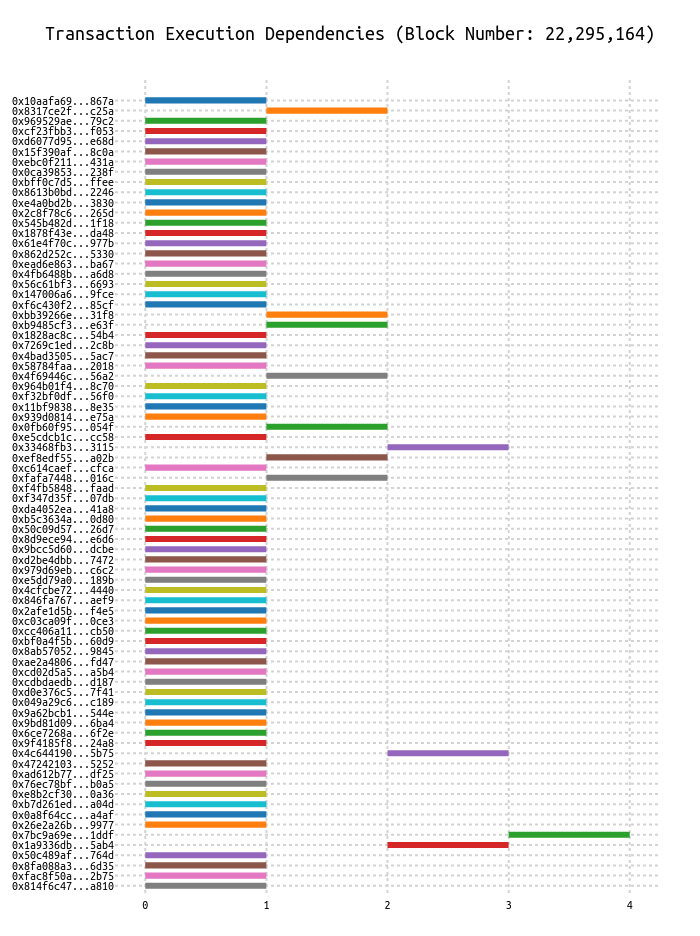 Transaction Execution Dependencies (Block Number: 22,295,164)
0x10aafa69...867a
0x8317ce2f...c25a
0x969529ae...79c2
0xcf23fbb3...f053
0xd6077d95...e68d
0x15f390af...8c0a
0xebc0f211...431a
0x0ca39853...238f
0xbff0c7d5...ffee
0x8613b0bd...2246
0xe4a0bd2b...3830
0x2c8f78c6...265d
0x545b482d...1f18
0x1878f43e...da48
0x61e4f70c...977b
0x862d252c...5330
0xead6e863...ba67
0x4fb6488b...a6d8
0x56c61bf3...6693
0x147006a6...9fce
0xf6c430f2...85cf
0xbb39266e...31f8
0xb9485cf3...e63f
0x1828ac8c...54b4
0x7269c1ed...2c8b
0x4bad3505...5ac7
0x58784faa...2018
0x4f69446c...56a2
0x964b01f4...8c70
0xf32bf0df...56f0
0x11bf9838...8e35
0x939d0814...e75a
0x0fb60f95...054f
0xe5cdcb1c...cc58
0x33468fb3...3115
0xef8edf55...a02b
0xc614caef...cfca
0xfafa7448...016c
0xf4fb5848...faad
0xf347d35f...07db
0xda4052ea...41a8
0xb5c3634a...0d80
0x50c09d57...26d7
0x8d9ece94...e6d6
0x9bcc5d60...dcbe
0xd2be4dbb...7472
0x979d69eb...c6c2
0xe5dd79a0...189b
0x4cfcbe72...4440
0x846fa767...aef9
0x2afe1d5b...f4e5
0xc03ca09f...0ce3
0xcc406a11...cb50
0xbf0a4f5b...60d9
0x8ab57052...9845
0xae2a4806...fd47
0xcd02d5a5...a5b4
0xcdbdaedb...d187
0xd0e376c5...7f41
0x049a29c6...c189
0x9a62bcb1...544e
0x9bd81d09...6ba4
0x6ce7268a...6f2e
0x9f4185f8...24a8
0x4c644190...5b75
0x47242103...5252
0xad612b77...df25
0x76ec78bf...b0a5
0xe8b2cf30...0a36
0xb7d261ed...a04d
0x0a8f64cc...a4af
0x26e2a26b...9977
0x7bc9a69e...1ddf
0x1a9336db...5ab4
0x50c489af...764d
0x8fa088a3...6d35
0xfac8f50a...2b75
0x814f6c47...a810
0 1 2 3 4